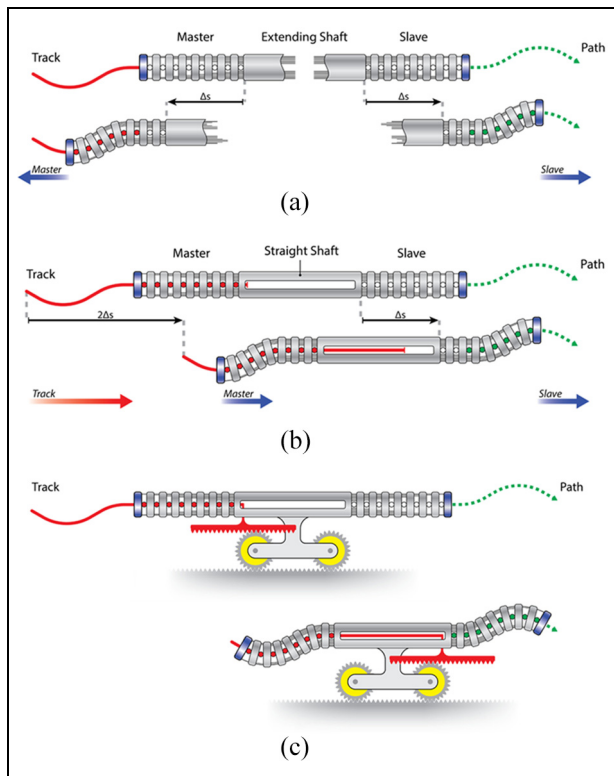 Master Extending Shaft Slave
Track Path
Δs Δs
Master Slave
(a)
Master Straight Shaft Slave
Track Path
2Δs Δs
Track Master Slave
(b)
Track Path
(c)